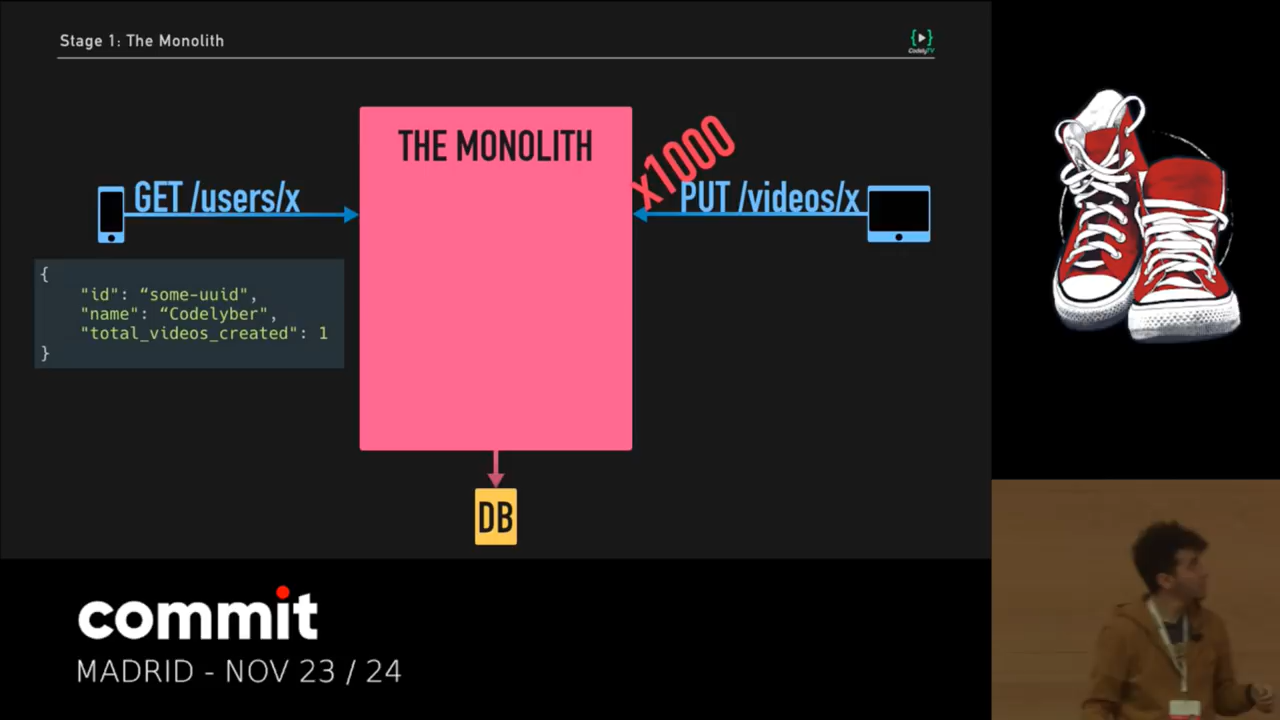 Stage 1: The Monolith
CodelyTV
THE MONOLITH
x1000
GET /users/x
PUT /videos/x
{
"id": “some-uuid”,
"name": “Codelyber”,
"total_videos_created": 1
}
DB
commit
MADRID - NOV 23 / 24